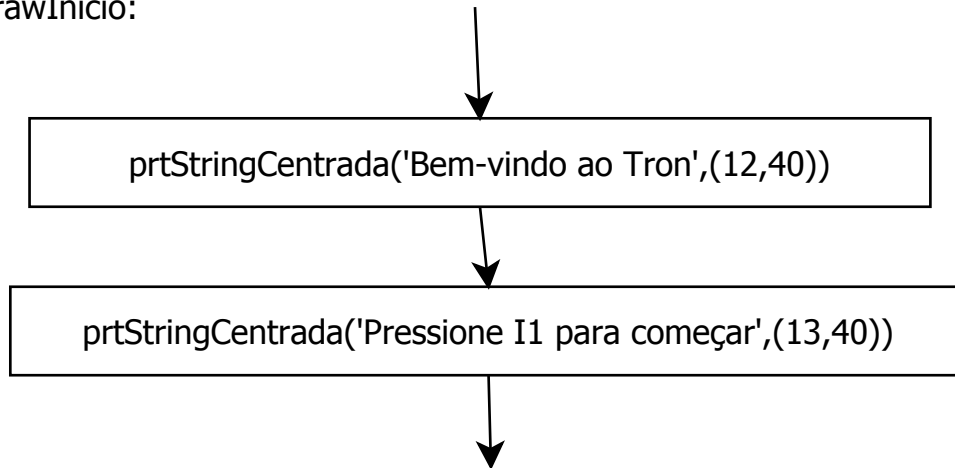 rawInicio:
prtStringCentrada('Bem-vindo ao Tron',(12,40))
prtStringCentrada('Pressione I1 para começar',(13,40))